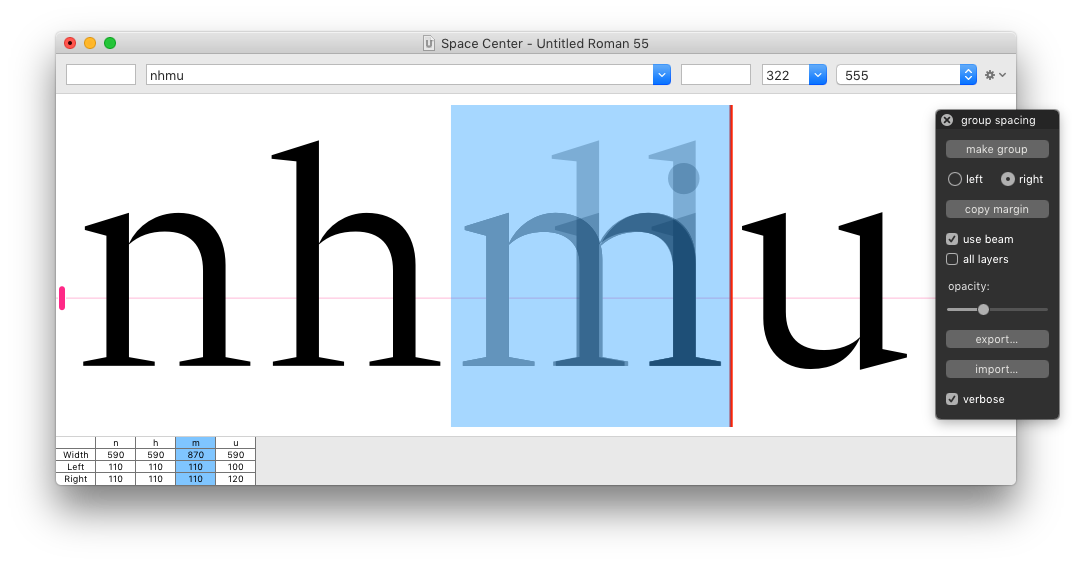 Space Center - Untitled Roman 55
nhmu 322 555
group spacing
make group
left right
copy margin
use beam
all layers
opacity:
export...
import...
verbose
n h m u
n h m u
Width 590 590 870 590
Left 110 110 110 100
Right 110 110 110 120